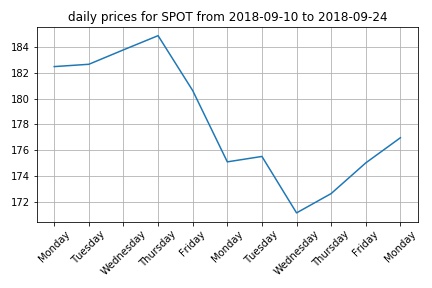 daily prices for SPOT from 2018-09-10 to 2018-09-24
184
182
180
178
176
174
172
Monday
Tuesday
Wednesday
Thursday
Friday
Monday
Tuesday
Wednesday
Thursday
Friday
Monday